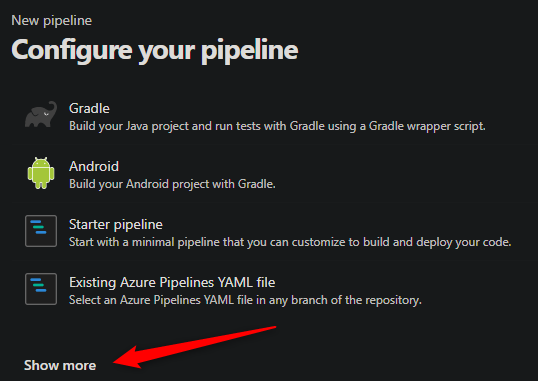 New pipeline
Configure your pipeline
Gradle
Build your Java project and run tests with Gradle using a Gradle wrapper script.
Android
Build your Android project with Gradle.
Starter pipeline
Start with a minimal pipeline that you can customize to build and deploy your code.
Existing Azure Pipelines YAML file
Select an Azure Pipelines YAML file in any branch of the repository.
Show more